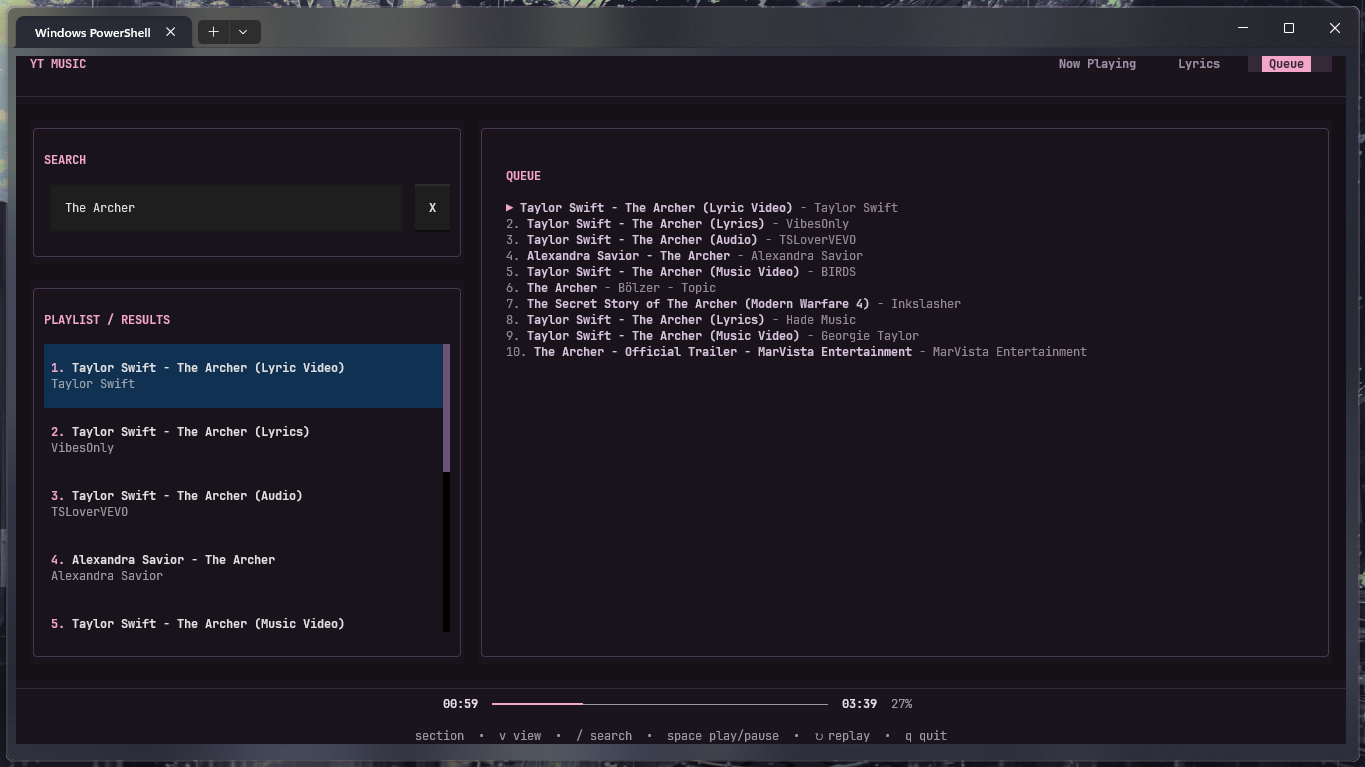 Windows PowerShell
YT MUSIC
Now Playing Lyrics Queue
SEARCH
The Archer X
PLAYLIST / RESULTS
1. Taylor Swift - The Archer (Lyric Video)
Taylor Swift
2. Taylor Swift - The Archer (Lyrics)
VibesOnly
3. Taylor Swift - The Archer (Audio)
TSLoverVEVO
4. Alexandra Savior - The Archer
Alexandra Savior
5. Taylor Swift - The Archer (Music Video)
QUEUE
▶ Taylor Swift - The Archer (Lyric Video) - Taylor Swift
2. Taylor Swift - The Archer (Lyrics) - VibesOnly
3. Taylor Swift - The Archer (Audio) - TSLoverVEVO
4. Alexandra Savior - The Archer - Alexandra Savior
5. Taylor Swift - The Archer (Music Video) - BIRDS
6. The Archer - Bölzer - Topic
7. The Secret Story of The Archer (Modern Warfare 4) - Inkslasher
8. Taylor Swift - The Archer (Lyrics) - Hade Music
9. Taylor Swift - The Archer (Music Video) - Georgie Taylor
10. The Archer - Official Trailer - MarVista Entertainment - MarVista Entertainment
00:59 03:39 27%
section • v view • / search • space play/pause • ↻ replay • q quit